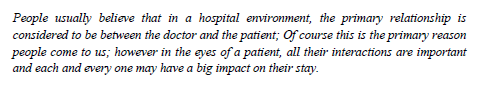 People usually believe that in a hospital environment, the primary relationship is
considered to be between the doctor and the patient; Of course this is the primary reason
people come to us; however in the eyes of a patient, all their interactions are important
and each and every one may have a big impact on their stay.